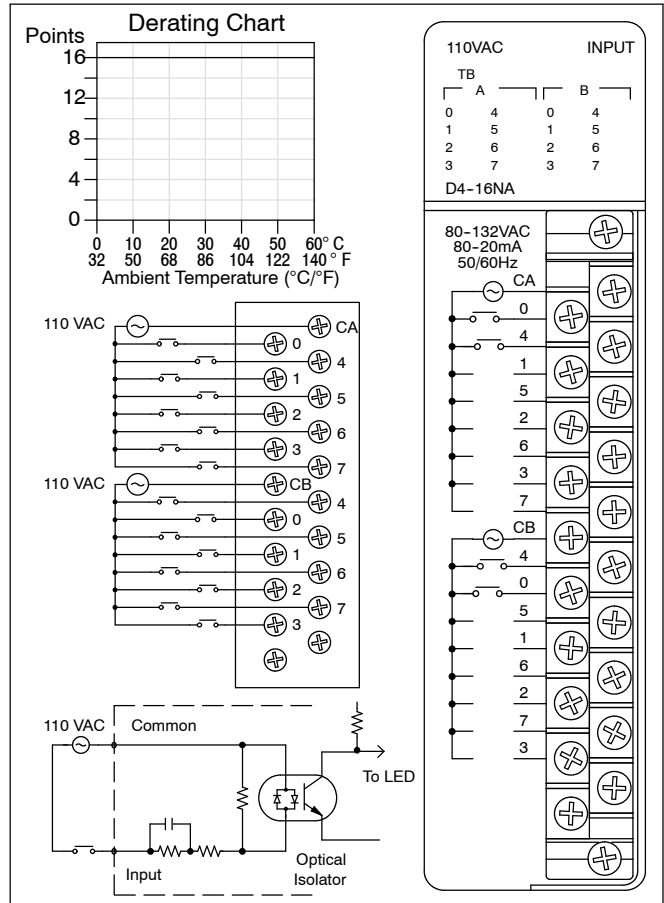 Derating Chart
Points
16
12
8
4
0
0 10 20 30 40 50 60° C
32 50 68 86 104 122 140 ° F
Ambient Temperature (°C/°F)
110 VAC
CA
0
4
1
5
2
6
3
7
110 VAC
CB
4
0
5
1
6
2
7
3
110 VAC
Common
To LED
Input
Optical
Isolator
110VAC INPUT
TB
A B
0 4 0 4
1 5 1 5
2 6 2 6
3 7 3 7
D4-16NA
80-132VAC
80-20mA
50/60Hz
CA
0
4
1
5
2
6
3
7
CB
4
0
5
1
6
2
7
3